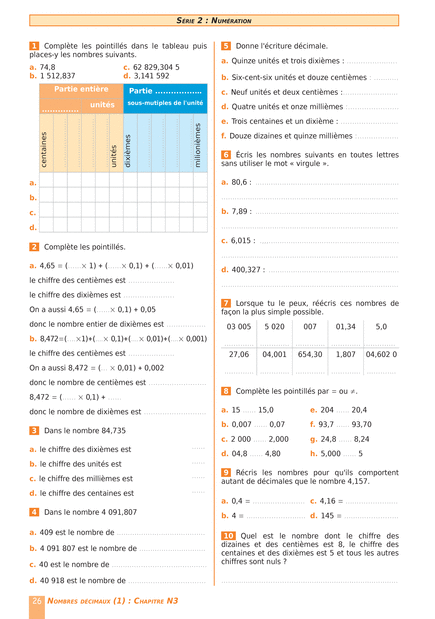 SÉRIE 2 : NUMÉRATION
1 Complète les pointillés dans le tableau puis
places-y les nombres suivants.
a. 74,8 c. 62 829,304 5
b. 1 512,837 d. 3,141 592
Partie entière Partie ...................
.............. unités sous-mutiples de l'unité
centaines unités dixièmes millionièmes
a.
b.
c.
d.
2 Complète les pointillés.
a. 4,65 = (...... × 1) + (...... × 0,1) + (...... × 0,01)
le chiffre des centièmes est ...................
le chiffre des dixièmes est ...................
On a aussi 4,65 = (...... × 0,1) + 0,05
donc le nombre entier de dixièmes est ................
b. 8,472=(....×1)+(....× 0,1)+(....× 0,01)+(....× 0,001)
le chiffre des centièmes est ...................
On a aussi 8,472 = (.... × 0,01) + 0,002
donc le nombre de centièmes est ......................
8,472 = (...... × 0,1) + ......
donc le nombre de dixièmes est ......................
3 Dans le nombre 84,735
a. le chiffre des dixièmes est ......
b. le chiffre des unités est ......
c. le chiffre des millièmes est ......
d. le chiffre des centaines est ......
4 Dans le nombre 4 091,807
a. 409 est le nombre de .................................
b. 4 091 807 est le nombre de .........................
c. 40 est le nombre de ..................................
d. 40 918 est le nombre de .............................
5 Donne l'écriture décimale.
a. Quinze unités et trois dixièmes : ...................
b. Six-cent-six unités et douze centièmes : ..........
c. Neuf unités et deux centièmes : ....................
d. Quatre unités et onze millièmes : ..................
e. Trois centaines et un dixième : .....................
f. Douze dizaines et quinze millièmes : ...............
6 Écris les nombres suivants en toutes lettres
sans utiliser le mot « virgule ».
a. 80,6 : .....................................................
b. 7,89 : .....................................................
c. 6,015 : ....................................................
d. 400,327 : .................................................
7 Lorsque tu le peux, réécris ces nombres de
façon la plus simple possible.
03 005 5 020 007 01,34 5,0
27,06 04,001 654,30 1,807 04,602 0
8 Complète les pointillés par = ou ≠.
a. 15 ...... 15,0 e. 204 ...... 20,4
b. 0,007 ...... 0,07 f. 93,7 ...... 93,70
c. 2 000 ...... 2,000 g. 24,8 ...... 8,24
d. 04,8 ...... 4,80 h. 5,000 ...... 5
9 Récris les nombres pour qu'ils comportent
autant de décimales que le nombre 4,157.
a. 0,4 = .................... c. 4,16 = ....................
b. 4 = ...................... d. 145 = .....................
10 Quel est le nombre dont le chiffre des
dizaines et des centièmes est 8, le chiffre des
centaines et des dixièmes est 5 et tous les autres
chiffres sont nuls ?
26 NOMBRES DÉCIMAUX (1) : CHAPITRE N3